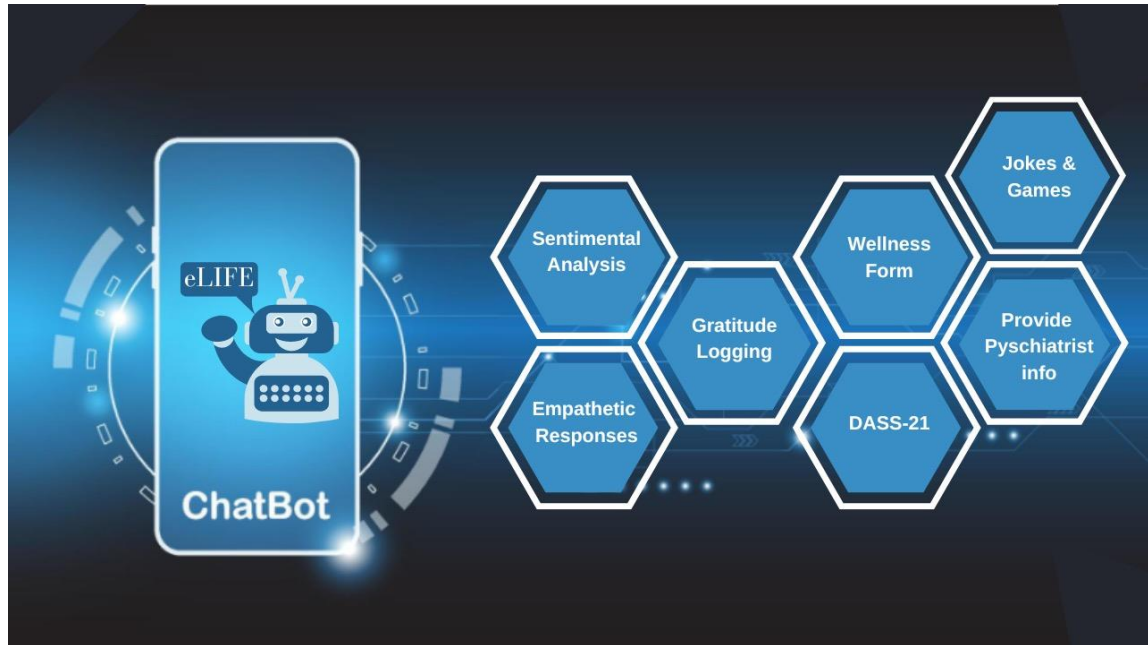 eLIFE
ChatBot
Sentimental
Analysis
Empathetic
Responses
Gratitude
Logging
Wellness
Form
DASS-21
Jokes &
Games
Provide
Pyschiatrist
info